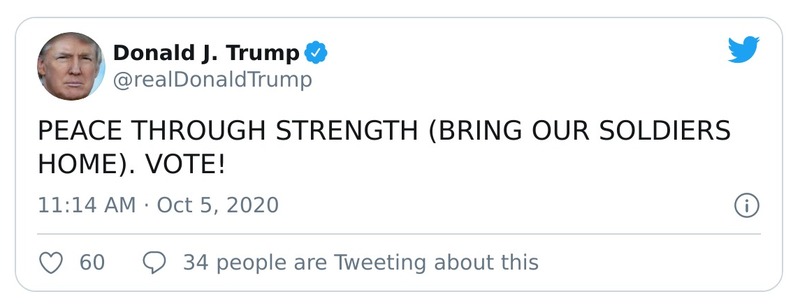 Donald J. Trump
@realDonaldTrump
PEACE THROUGH STRENGTH (BRING OUR SOLDIERS
HOME). VOTE!
11:14 AM · Oct 5, 2020
60 34 people are Tweeting about this